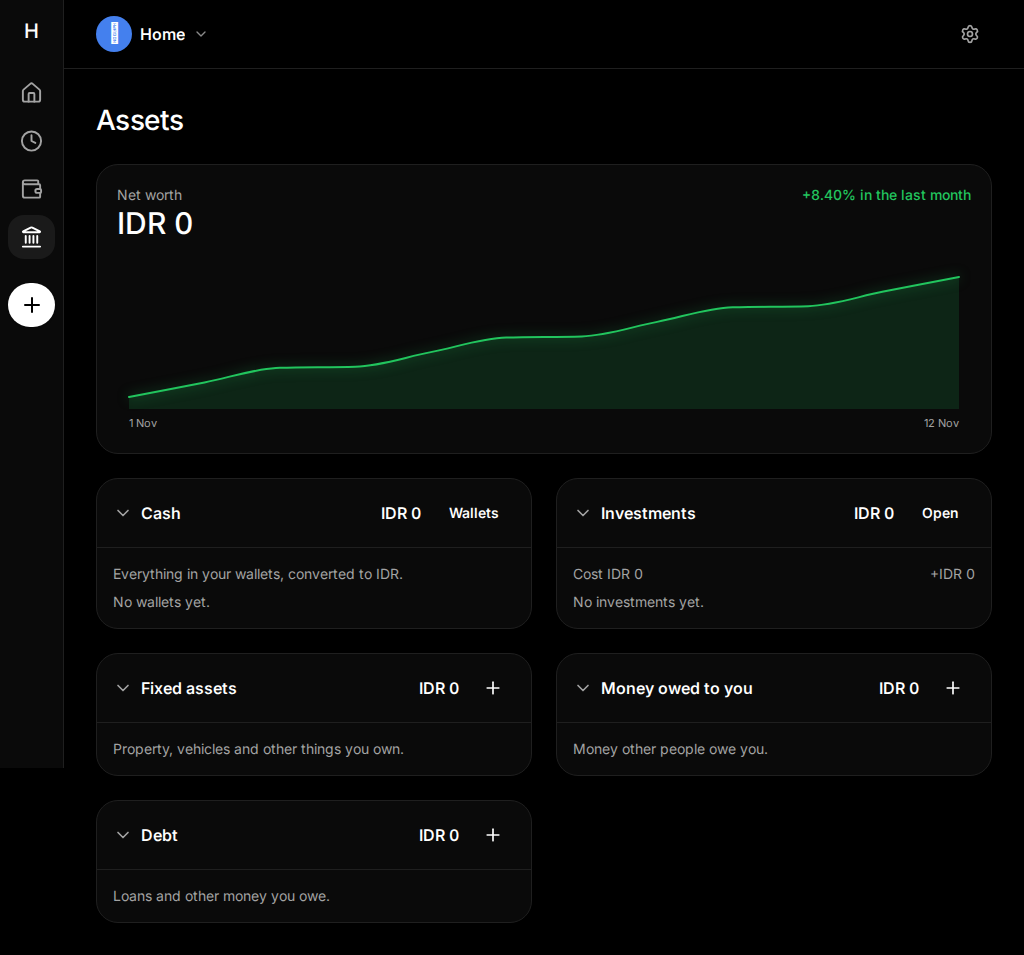 H
Home
Assets
Net worth
+8.40% in the last month
IDR 0
1 Nov
12 Nov
Cash
IDR 0
Wallets
Everything in your wallets, converted to IDR.
No wallets yet.
Investments
IDR 0
Open
Cost IDR 0
+IDR 0
No investments yet.
Fixed assets
IDR 0
Property, vehicles and other things you own.
Money owed to you
IDR 0
Money other people owe you.
Debt
IDR 0
Loans and other money you owe.